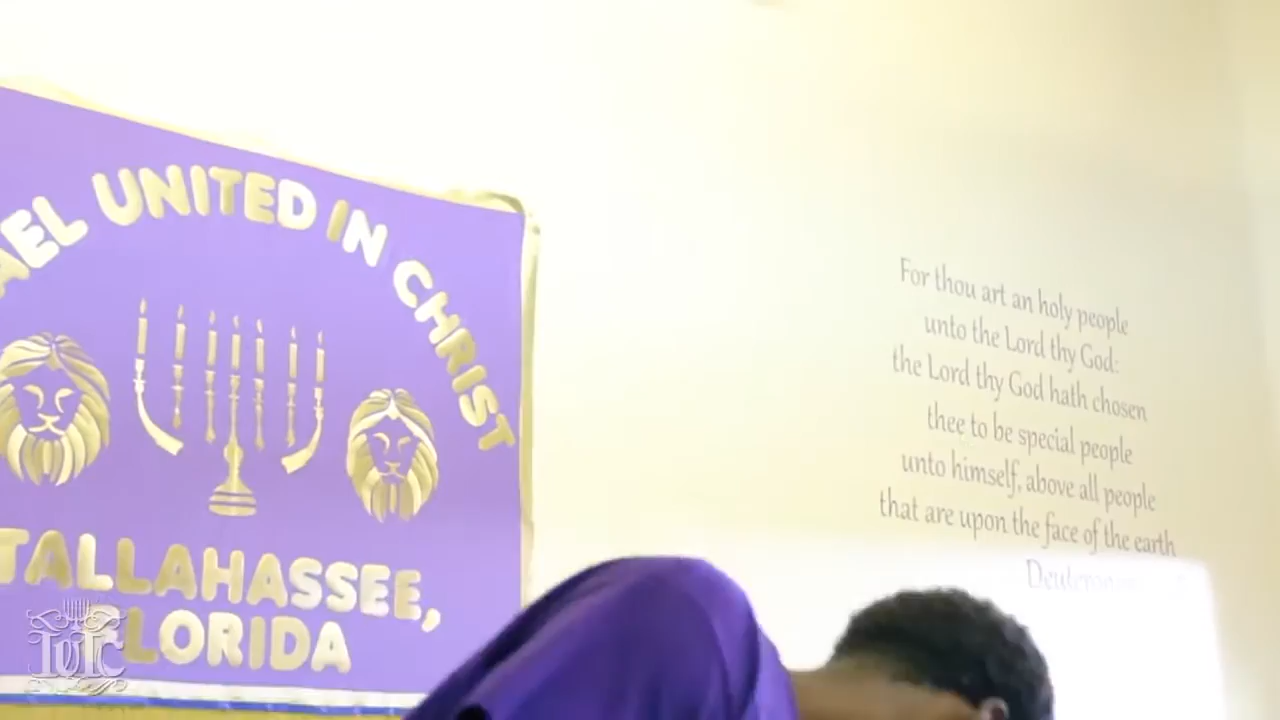 UNITED IN CHRIST
TALLAHASSEE,
FLORIDA
IUIC
For thou art an holy people
unto the Lord thy God:
the Lord thy God hath chosen
thee to be special people
unto himself, above all people
that are upon the face of the earth